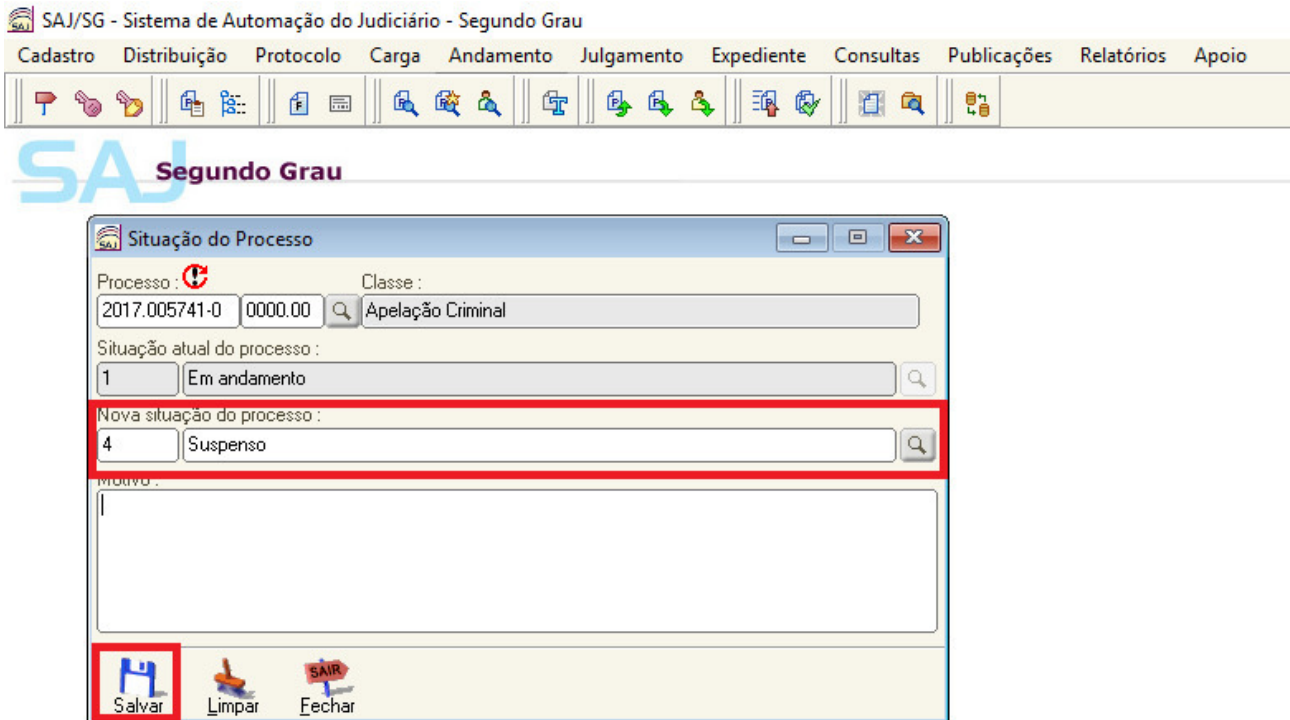 SAJ/SG - Sistema de Automação do Judiciário - Segundo Grau
Cadastro Distribuição Protocolo Carga Andamento Julgamento Expediente Consultas Publicações Relatórios Apoio
SAJ Segundo Grau
Situação do Processo
Processo : Classe :
2017.005741-0 0000.00 Apelação Criminal
Situação atual do processo :
1 Em andamento
Nova situação do processo :
4 Suspenso
Motivo :
SAIR
Salvar Limpar Fechar